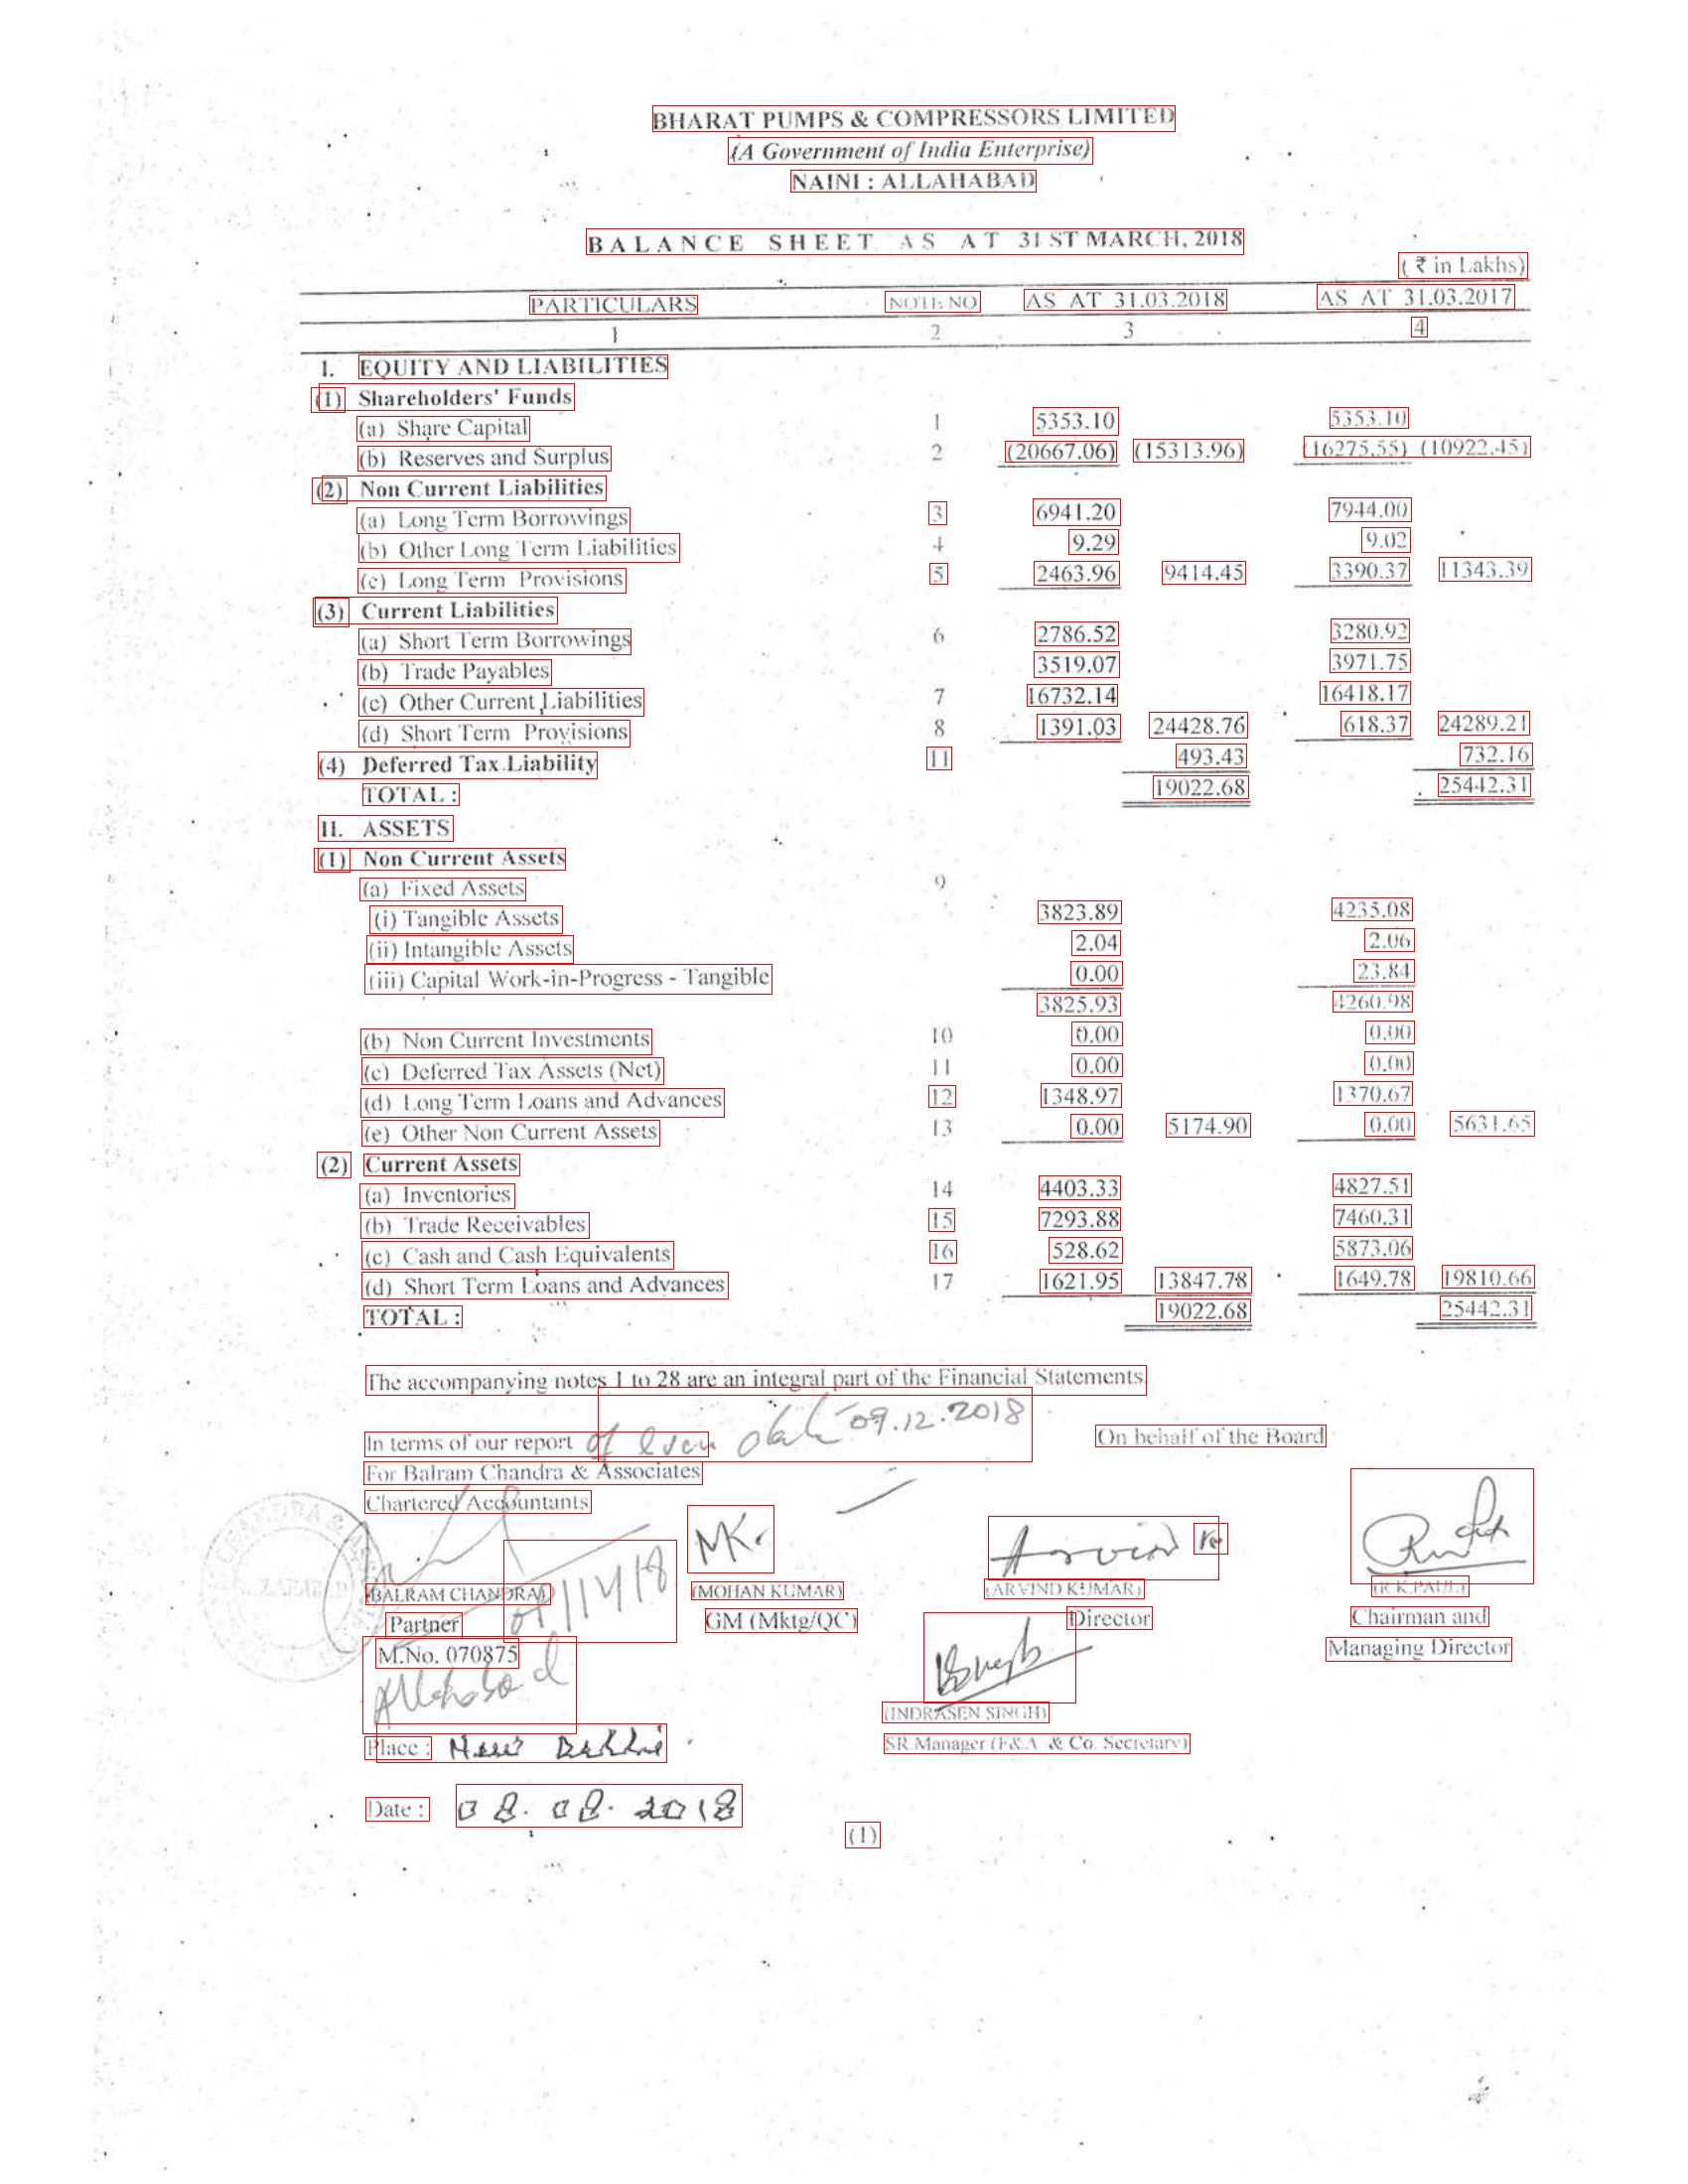 BHARAT PUMPS & COMPRESSORS LIMITED
(A Government of India Enterprise)
NAINI : ALLAHABAD
BALANCE SHEET AS AT 31 ST MARCH, 2018
( ₹ in Lakhs)
PARTICULARS NOTE NO AS AT 31.03.2018 AS AT 31.03.2017
1 2 3 4
I. EQUITY AND LIABILITIES
(1) Shareholders' Funds
(a) Share Capital 1 5353.10 5353.10
(b) Reserves and Surplus 2 (20667.06) (15313.96) (16275.55) (10922.45)
(2) Non Current Liabilities
(a) Long Term Borrowings 3 6941.20 7944.00
(b) Other Long Term Liabilities 4 9.29 9.02
(c) Long Term Provisions 5 2463.96 9414.45 3390.37 11343.39
(3) Current Liabilities
(a) Short Term Borrowings 6 2786.52 3280.92
(b) Trade Payables 3519.07 3971.75
(c) Other Current Liabilities 7 16732.14 16418.17
(d) Short Term Provisions 8 1391.03 24428.76 618.37 24289.21
(4) Deferred Tax Liability 11 493.43 732.16
TOTAL : 19022.68 25442.31
II. ASSETS
(1) Non Current Assets
(a) Fixed Assets 9
(i) Tangible Assets 3823.89 4235.08
(ii) Intangible Assets 2.04 2.06
(iii) Capital Work-in-Progress - Tangible 0.00 23.84
3825.93 4260.98
(b) Non Current Investments 10 0.00 0.00
(c) Deferred Tax Assets (Net) 11 0.00 0.00
(d) Long Term Loans and Advances 12 1348.97 1370.67
(e) Other Non Current Assets 13 0.00 5174.90 0.00 5631.65
(2) Current Assets
(a) Inventories 14 4403.33 4827.51
(b) Trade Receivables 15 7293.88 7460.31
(c) Cash and Cash Equivalents 16 528.62 5873.06
(d) Short Term Loans and Advances 17 1621.95 13847.78 1649.78 19810.66
TOTAL : 19022.68 25442.31
The accompanying notes 1 to 28 are an integral part of the Financial Statements.
In terms of our report of even date 09.12.2018 On behalf of the Board
For Balram Chandra & Associates
Chartered Accountants
(BALRAM CHANDRA) (MOHAN KUMAR) (ARVIND KUMAR) (R.K.PAUL)
Partner GM (Mktg/QC) Director Chairman and
M.No. 070875 Managing Director
Allahabad
(INDRASEN SINGH)
Place : New Delhi SR.Manager (F&A & Co. Secretary)
Date : 08.08.2018
(1)